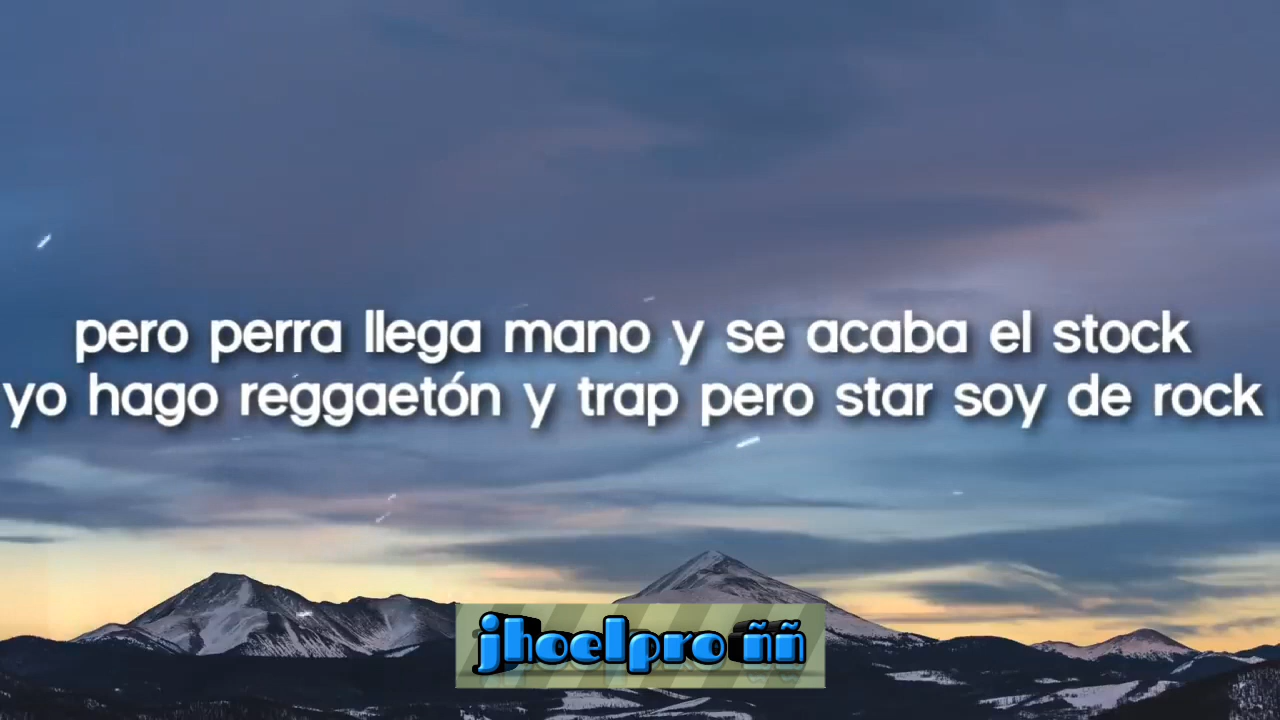 pero perra llega mano y se acaba el stock
yo hago reggaetón y trap pero star soy de rock
jhoelpro ññ